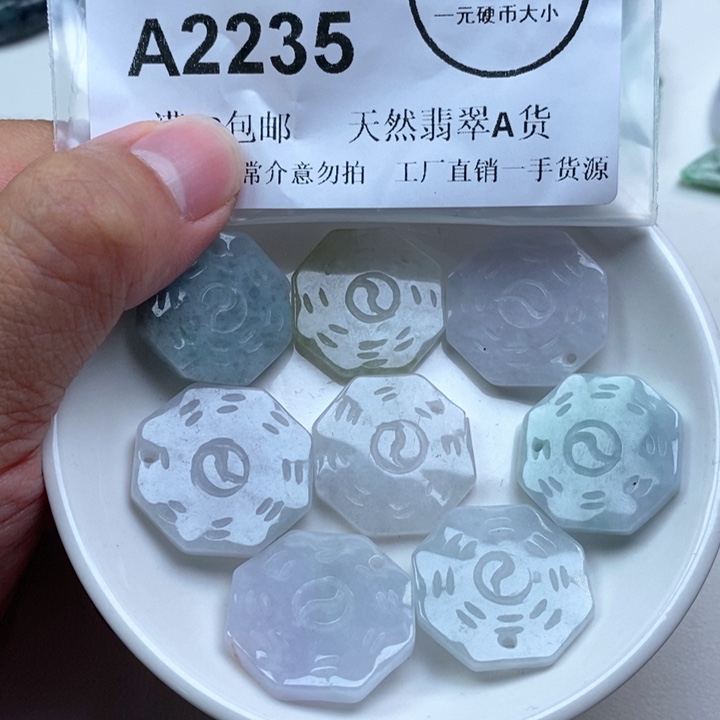 一元硬币大小
A2235
包邮 天然翡翠A货
常介意勿拍 工厂直销一手货源